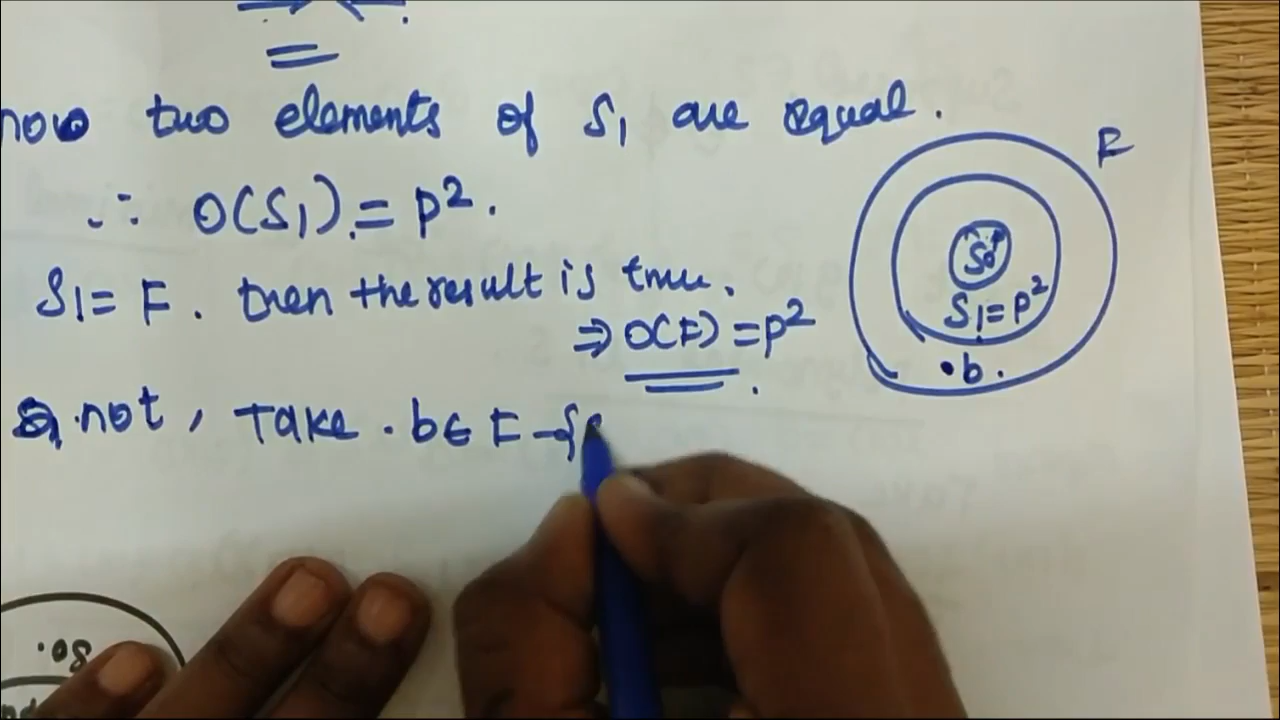 now two elements of S₁ are equal.
∴ O(S₁) = p².
S₁ = F. then the result is true.
⇒ O(F) = p²
not, Take b ∈ F - {
F
S₀
S₁ = p²
• b.
So